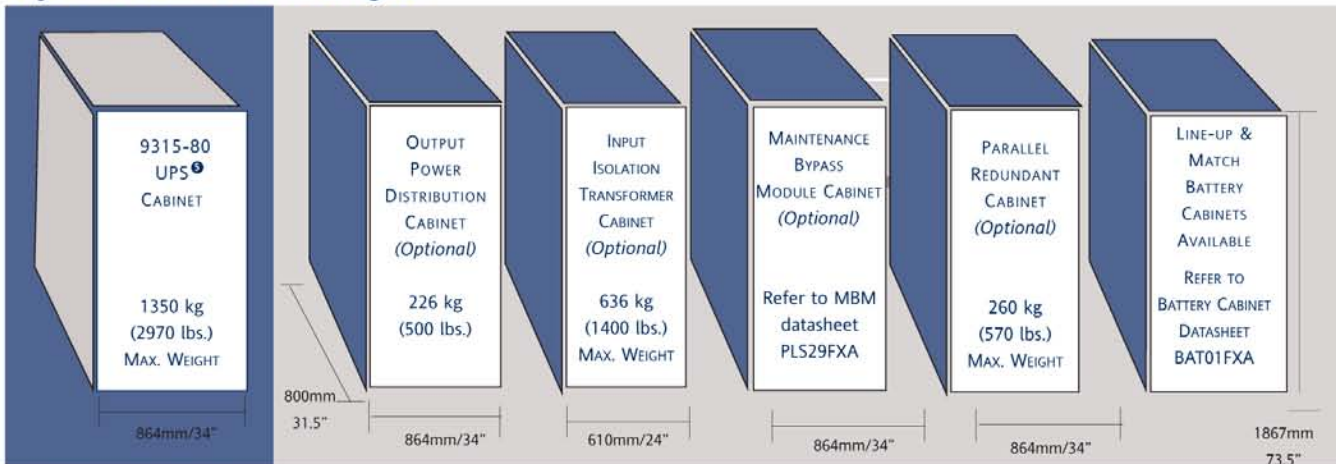 9315-80
UPS❺
CABINET
1350 kg
(2970 lbs.)
MAX. WEIGHT
864mm/34"
OUTPUT
POWER
DISTRIBUTION
CABINET
(Optional)
226 kg
(500 lbs.)
800mm
31.5"
864mm/34"
INPUT
ISOLATION
TRANSFORMER
CABINET
(Optional)
636 kg
(1400 lbs.)
MAX. WEIGHT
610mm/24"
MAINTENANCE
BYPASS
MODULE CABINET
(Optional)
Refer to MBM
datasheet
PLS29FXA
864mm/34"
PARALLEL
REDUNDANT
CABINET
(Optional)
260 kg
(570 lbs.)
MAX. WEIGHT
864mm/34"
LINE-UP &
MATCH
BATTERY
CABINETS
AVAILABLE
REFER TO
BATTERY CABINET
DATASHEET
BAT01FXA
1867mm
73.5"